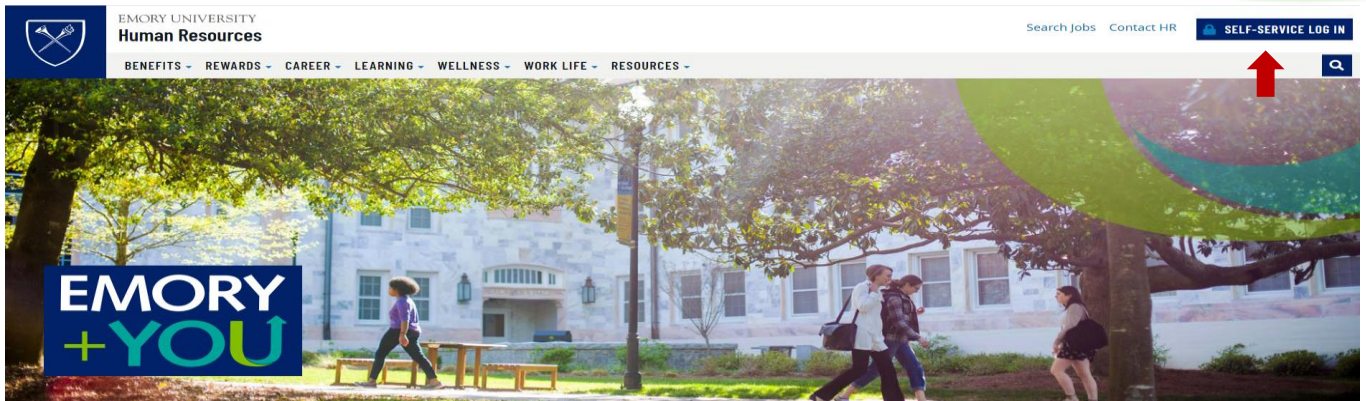 EMORY UNIVERSITY
Human Resources
Search Jobs Contact HR SELF-SERVICE LOG IN
BENEFITS REWARDS CAREER LEARNING WELLNESS WORK LIFE RESOURCES
EMORY
+YOU